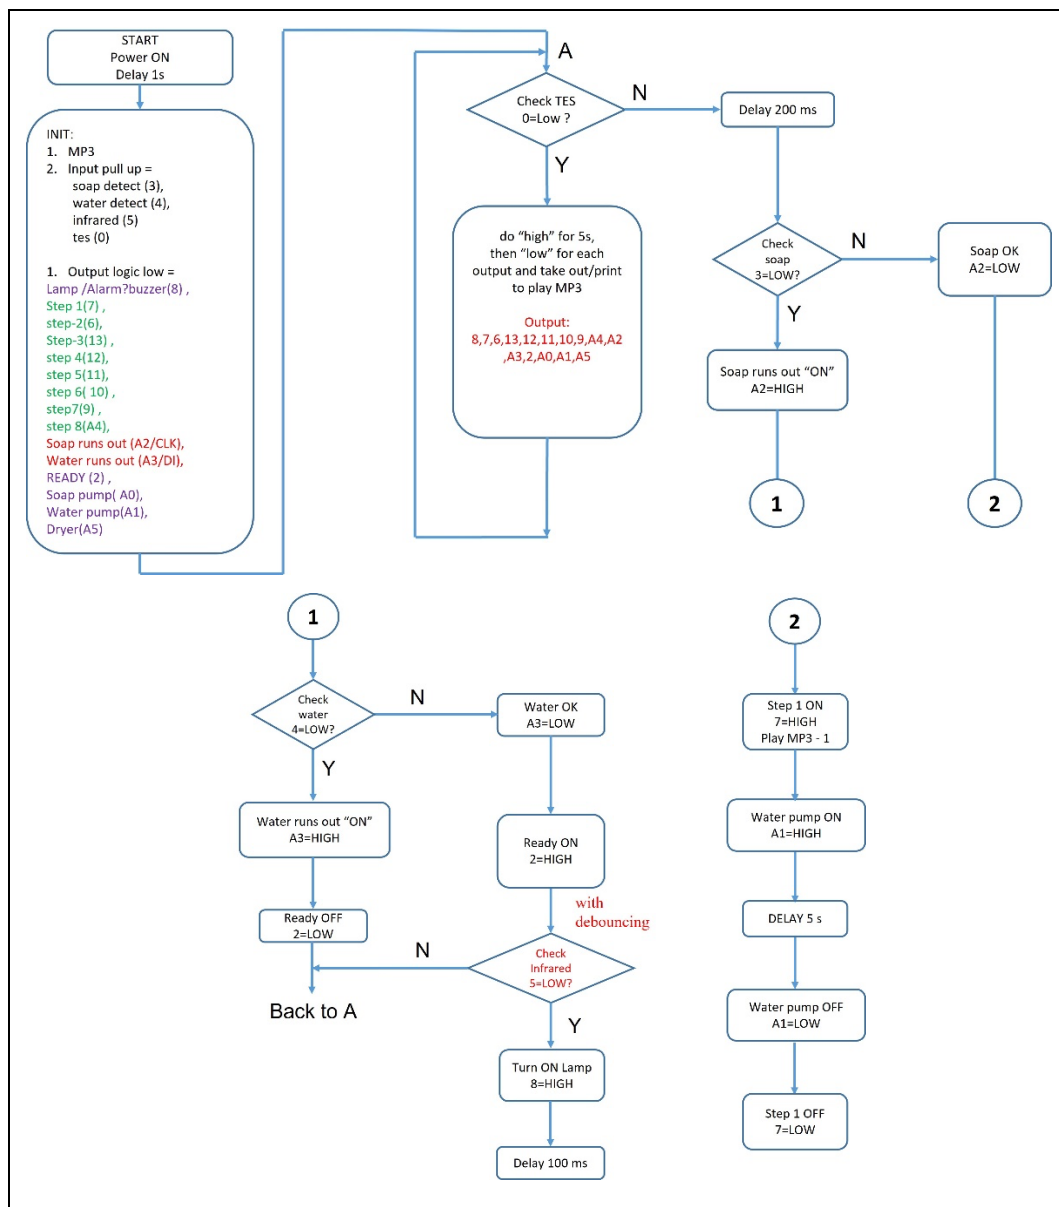 START
Power ON
Delay 1s
INIT:
1. MP3
2. Input pull up =
soap detect (3),
water detect (4),
infrared (5)
tes (0)
1. Output logic low =
Lamp /Alarm?buzzer(8) ,
Step 1(7) ,
step-2(6),
Step-3(13) ,
step 4(12),
step 5(11),
step 6( 10) ,
step7(9) ,
step 8(A4),
Soap runs out (A2/CLK),
Water runs out (A3/DI),
READY (2) ,
Soap pump( A0),
Water pump(A1),
Dryer(A5)
A
Check TES
0=Low ?
N
Y
do “high” for 5s,
then “low” for each
output and take out/print
to play MP3
Output:
8,7,6,13,12,11,10,9,A4,A2
,A3,2,A0,A1,A5
Delay 200 ms
Check
soap
3=LOW?
N
Y
Soap OK
A2=LOW
Soap runs out “ON”
A2=HIGH
1
2
1
Check
water
4=LOW?
N
Y
Water OK
A3=LOW
Water runs out “ON”
A3=HIGH
Ready ON
2=HIGH
Ready OFF
2=LOW
with
debouncing
Check
Infrared
5=LOW?
N
Y
Back to A
Turn ON Lamp
8=HIGH
Delay 100 ms
2
Step 1 ON
7=HIGH
Play MP3 - 1
Water pump ON
A1=HIGH
DELAY 5 s
Water pump OFF
A1=LOW
Step 1 OFF
7=LOW